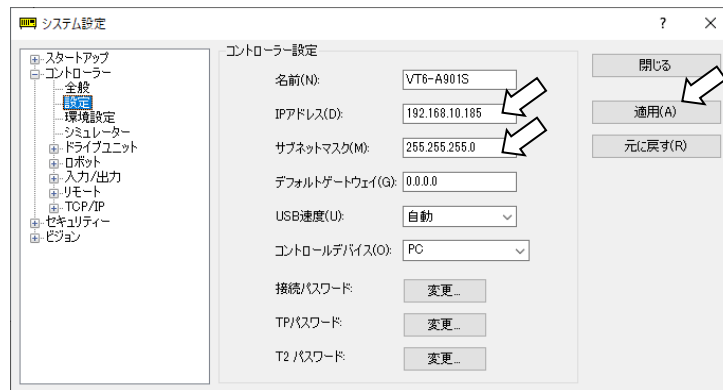 システム設定
? ×
スタートアップ
コントローラー
全般
設定
環境設定
シミュレーター
ドライブユニット
ロボット
入力/出力
リモート
TCP/IP
セキュリティー
ビジョン
コントローラー設定
名前(N): VT6-A901S
IPアドレス(D): 192.168.10.185
サブネットマスク(M): 255.255.255.0
デフォルトゲートウェイ(G): 0.0.0.0
USB速度(U): 自動
コントロールデバイス(O): PC
接続パスワード: 変更...
TPパスワード: 変更...
T2 パスワード: 変更...
閉じる
適用(A)
元に戻す(R)